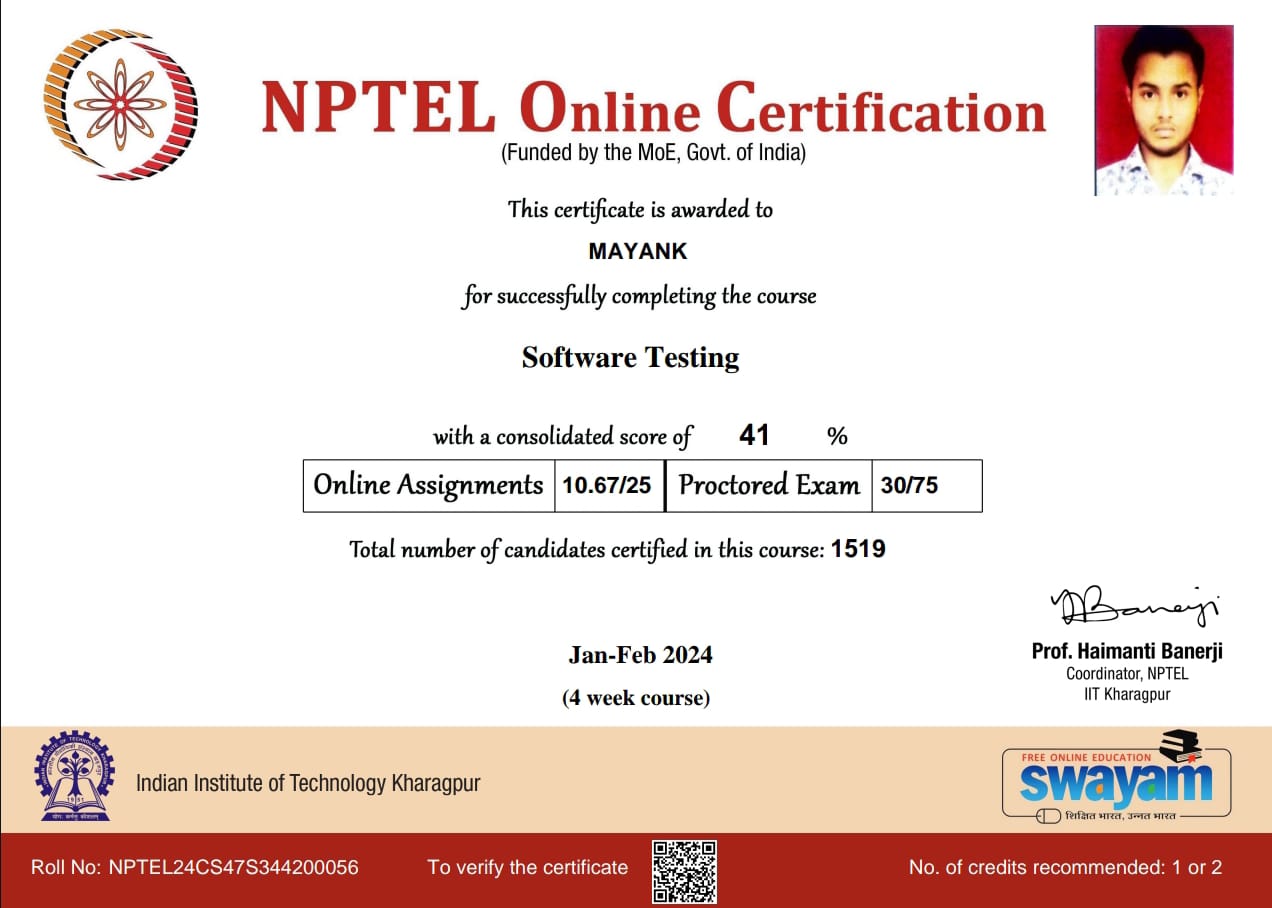 NPTEL Online Certification
(Funded by the MoE, Govt. of India)
This certificate is awarded to
MAYANK
for successfully completing the course
Software Testing
with a consolidated score of 41 %
Online Assignments 10.67/25 Proctored Exam 30/75
Total number of candidates certified in this course: 1519
Jan-Feb 2024
(4 week course)
Prof. Haimanti Banerji
Coordinator, NPTEL
IIT Kharagpur
Indian Institute of Technology Kharagpur
FREE ONLINE EDUCATION
swayam
शिक्षित भारत, उन्नत भारत
Roll No: NPTEL24CS47S344200056 To verify the certificate No. of credits recommended: 1 or 2